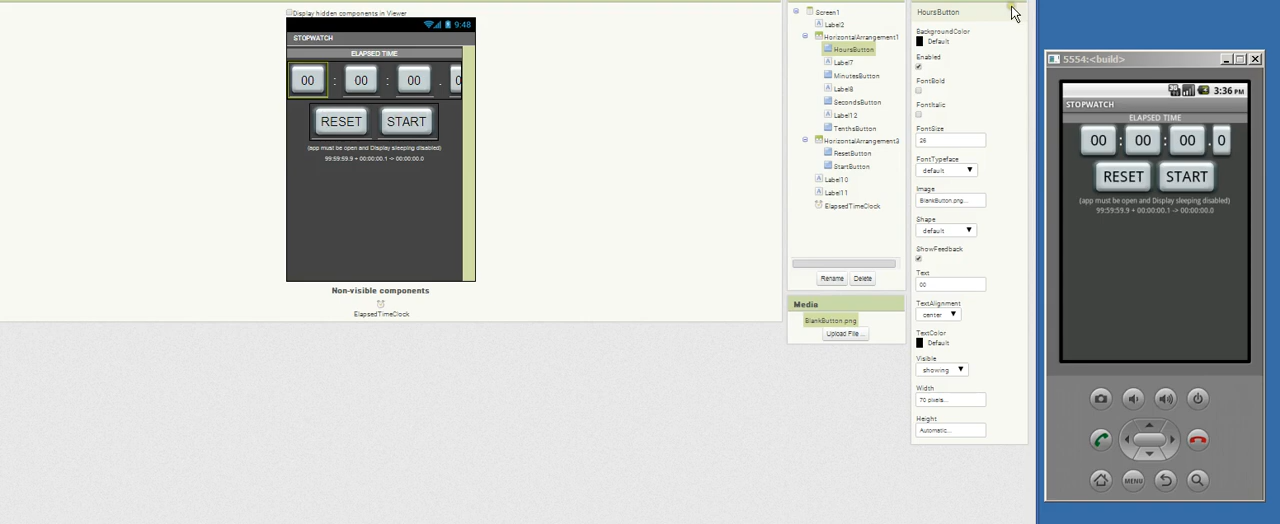 Display hidden components in Viewer
9:48
STOPWATCH
ELAPSED TIME
00 : 00 : 00 . 0
RESET START
(app must be open and Display sleeping disabled)
99:59:59.9 + 00:00:00.1 -> 00:00:00.0
Non-visible components
ElapsedTimeClock
Screen1
Label2
HorizontalArrangement1
HoursButton
Label7
MinutesButton
Label8
SecondsButton
Label12
TenthsButton
HorizontalArrangement3
ResetButton
StartButton
Label10
Label11
ElapsedTimeClock
Rename Delete
Media
BlankButton.png
Upload File ...
HoursButton
BackgroundColor
Default
Enabled
FontBold
FontItalic
FontSize
26
FontTypeface
default
Image
BlankButton.png...
Shape
default
ShowFeedback
Text
00
TextAlignment
center
TextColor
Default
Visible
showing
Width
70 pixels...
Height
Automatic...
5554:<build>
3:36 PM
STOPWATCH
ELAPSED TIME
00 : 00 : 00 . 0
RESET START
(app must be open and Display sleeping disabled)
99:59:59.9 + 00:00:00.1 -> 00:00:00.0
MENU